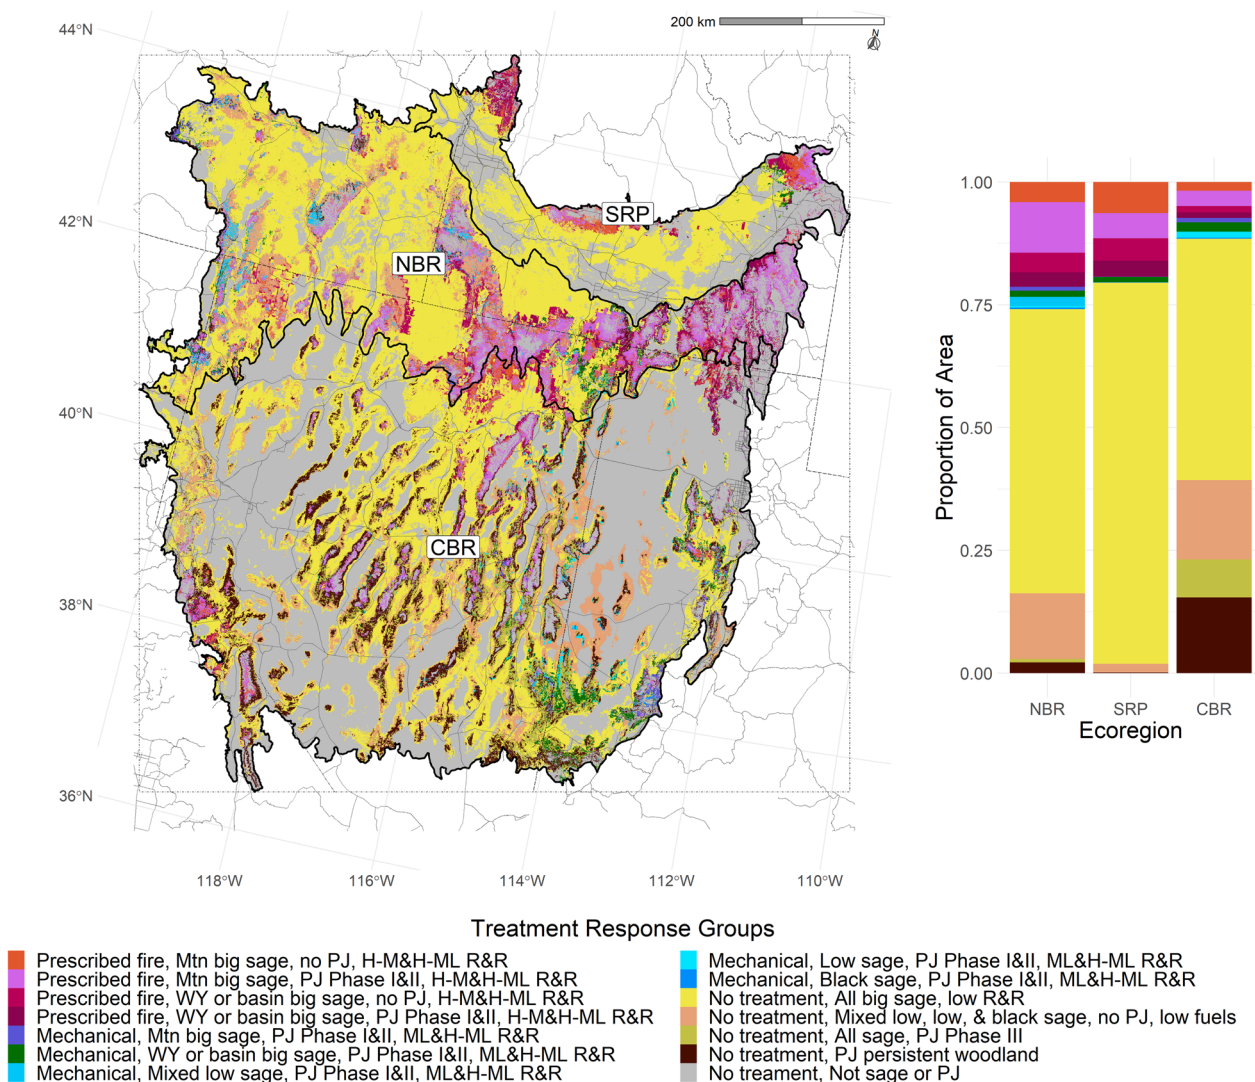 200 km
N
44°N
42°N
40°N
38°N
36°N
118°W
116°W
114°W
112°W
110°W
SRP
NBR
CBR
1.00
0.75
0.50
0.25
0.00
Proportion of Area
NBR
SRP
CBR
Ecoregion
Treatment Response Groups
Prescribed fire, Mtn big sage, no PJ, H-M&H-ML R&R
Prescribed fire, Mtn big sage, PJ Phase I&II, H-M&H-ML R&R
Prescribed fire, WY or basin big sage, no PJ, H-M&H-ML R&R
Prescribed fire, WY or basin big sage, PJ Phase I&II, H-M&H-ML R&R
Mechanical, Mtn big sage, PJ Phase I&II, ML&H-ML R&R
Mechanical, WY or basin big sage, PJ Phase I&II, ML&H-ML R&R
Mechanical, Mixed low sage, PJ Phase I&II, ML&H-ML R&R
Mechanical, Low sage, PJ Phase I&II, ML&H-ML R&R
Mechanical, Black sage, PJ Phase I&II, ML&H-ML R&R
No treatment, All big sage, low R&R
No treatment, Mixed low, low, & black sage, no PJ, low fuels
No treatment, All sage, PJ Phase III
No treatment, PJ persistent woodland
No treament, Not sage or PJ